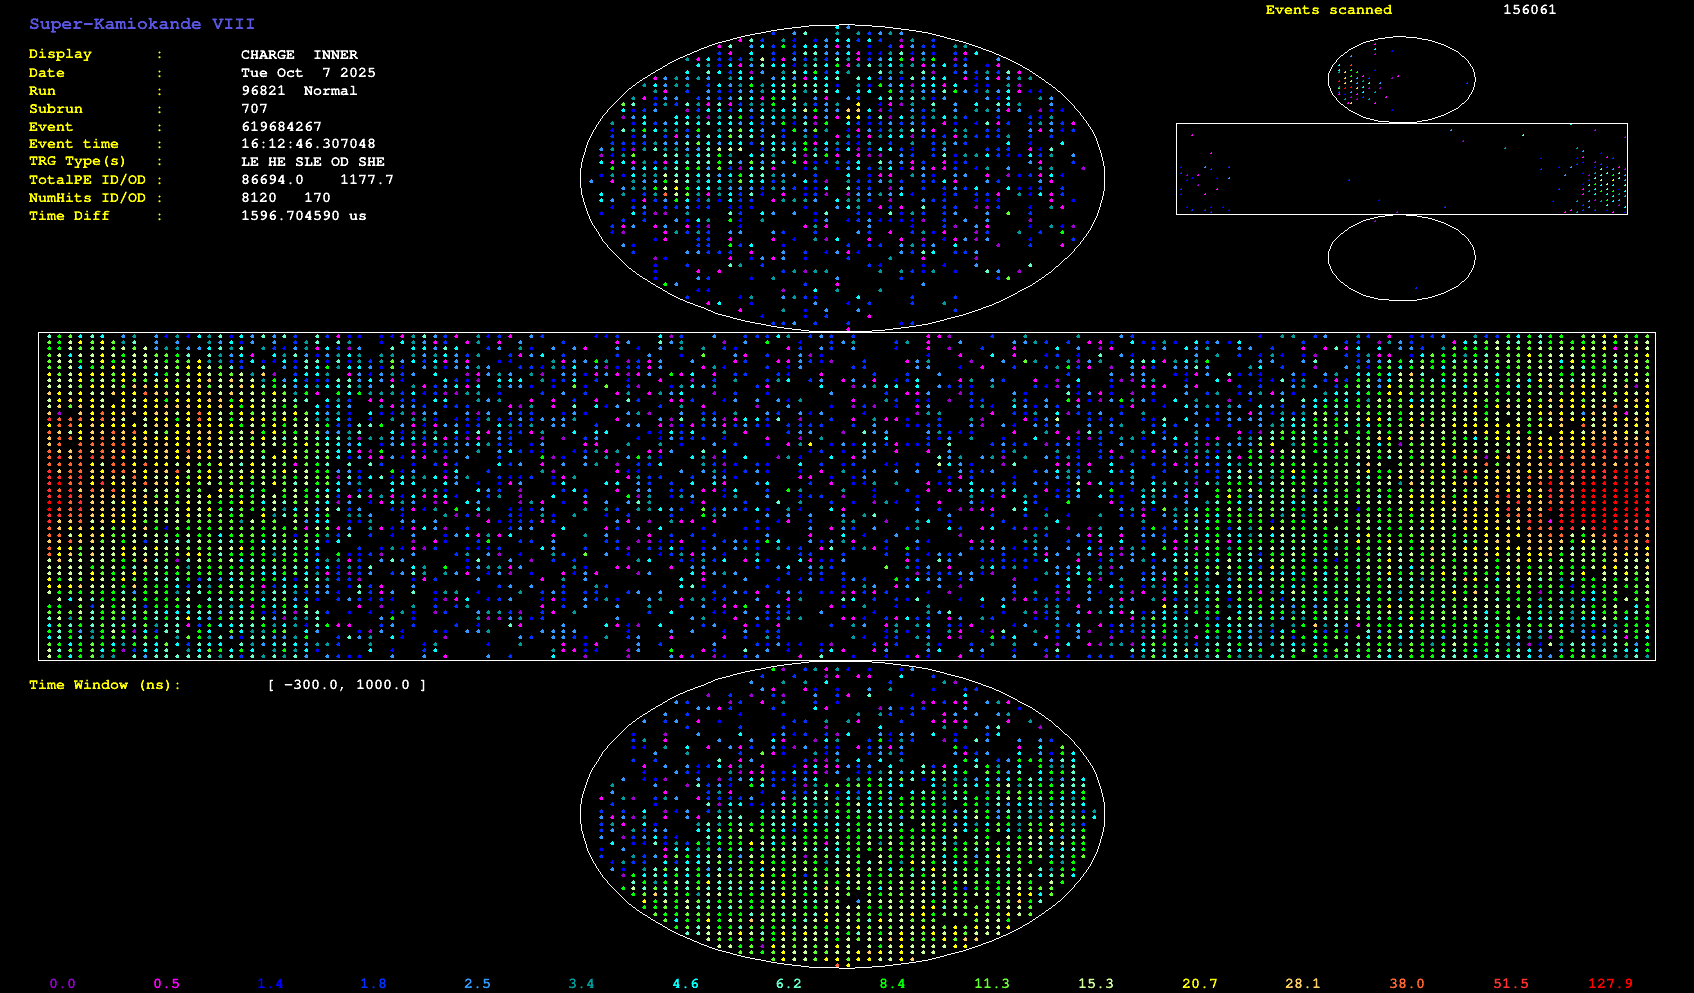 Super-Kamiokande VIII
Events scanned 156061
Display : CHARGE INNER
Date : Tue Oct 7 2025
Run : 96821 Normal
Subrun : 707
Event : 619684267
Event time : 16:12:46.307048
TRG Type(s) : LE HE SLE OD SHE
TotalPE ID/OD : 86694.0 1177.7
NumHits ID/OD : 8120 170
Time Diff : 1596.704590 us
Time Window (ns): [ -300.0, 1000.0 ]
0.0 0.5 1.4 1.8 2.5 3.4 4.6 6.2 8.4 11.3 15.3 20.7 28.1 38.0 51.5 127.9